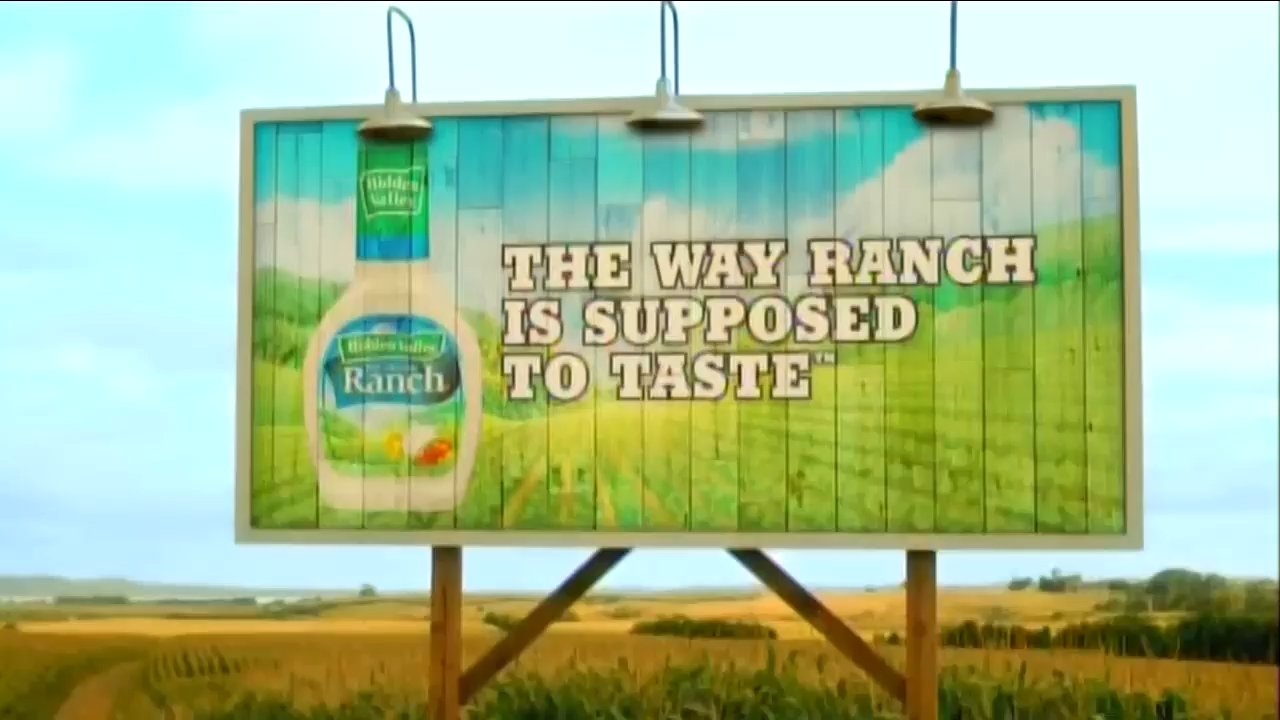 Hidden
Valley
Hidden Valley
Ranch
THE WAY RANCH
IS SUPPOSED
TO TASTE™